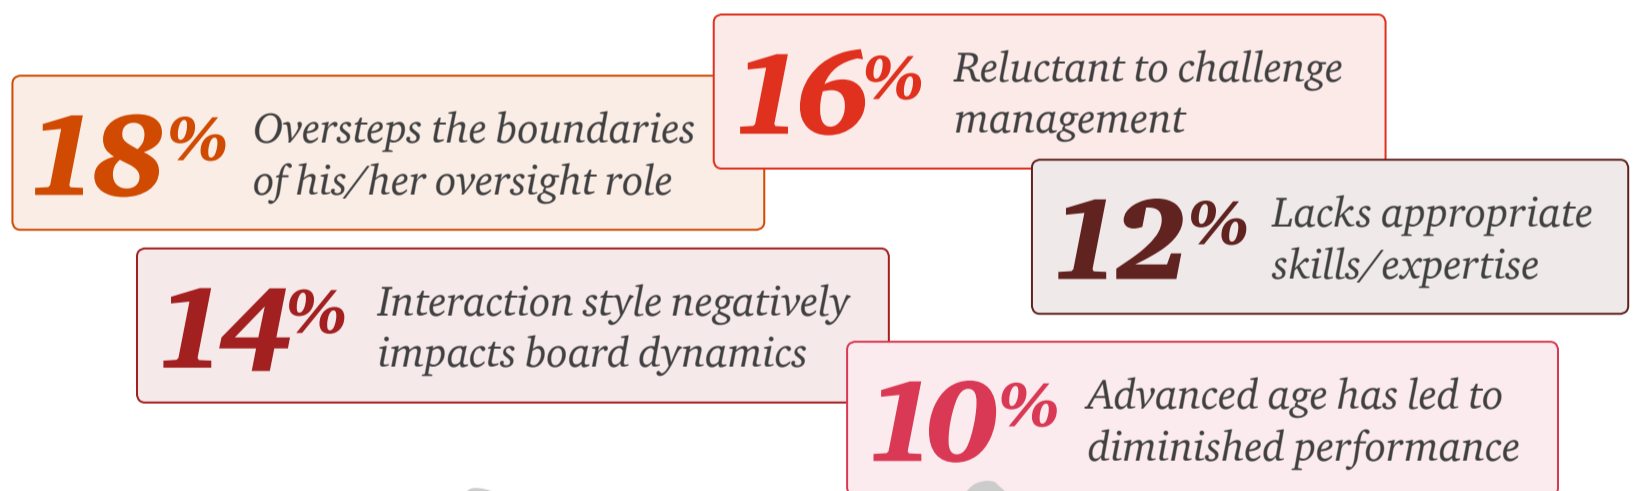 16% Reluctant to challenge
management
18% Oversteps the boundaries
of his/her oversight role
12% Lacks appropriate
skills/expertise
14% Interaction style negatively
impacts board dynamics
10% Advanced age has led to
diminished performance